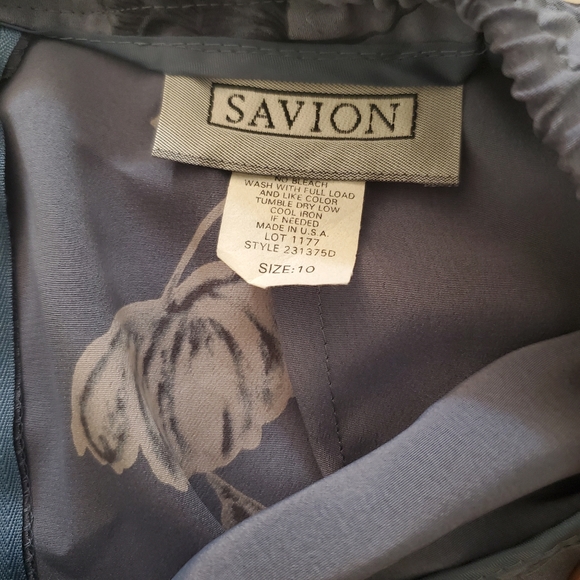 SAVION
NO BLEACH
WASH WITH FULL LOAD
AND LIKE COLOR
TUMBLE DRY LOW
COOL IRON
IF NEEDED
MADE IN U.S.A.
LOT 1177
STYLE 231375D
SIZE: 10